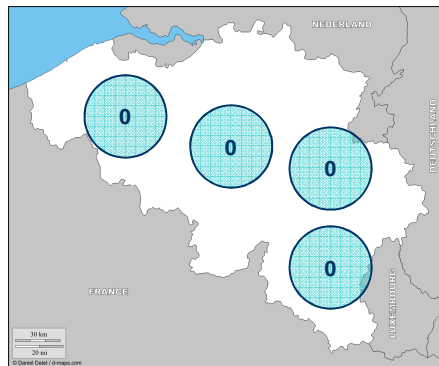 NEDERLAND
DEUTSCHLAND
0
0
0
0
FRANCE
LUXEMBOURG
30 km
20 mi
© Daniel Dalet / d-maps.com